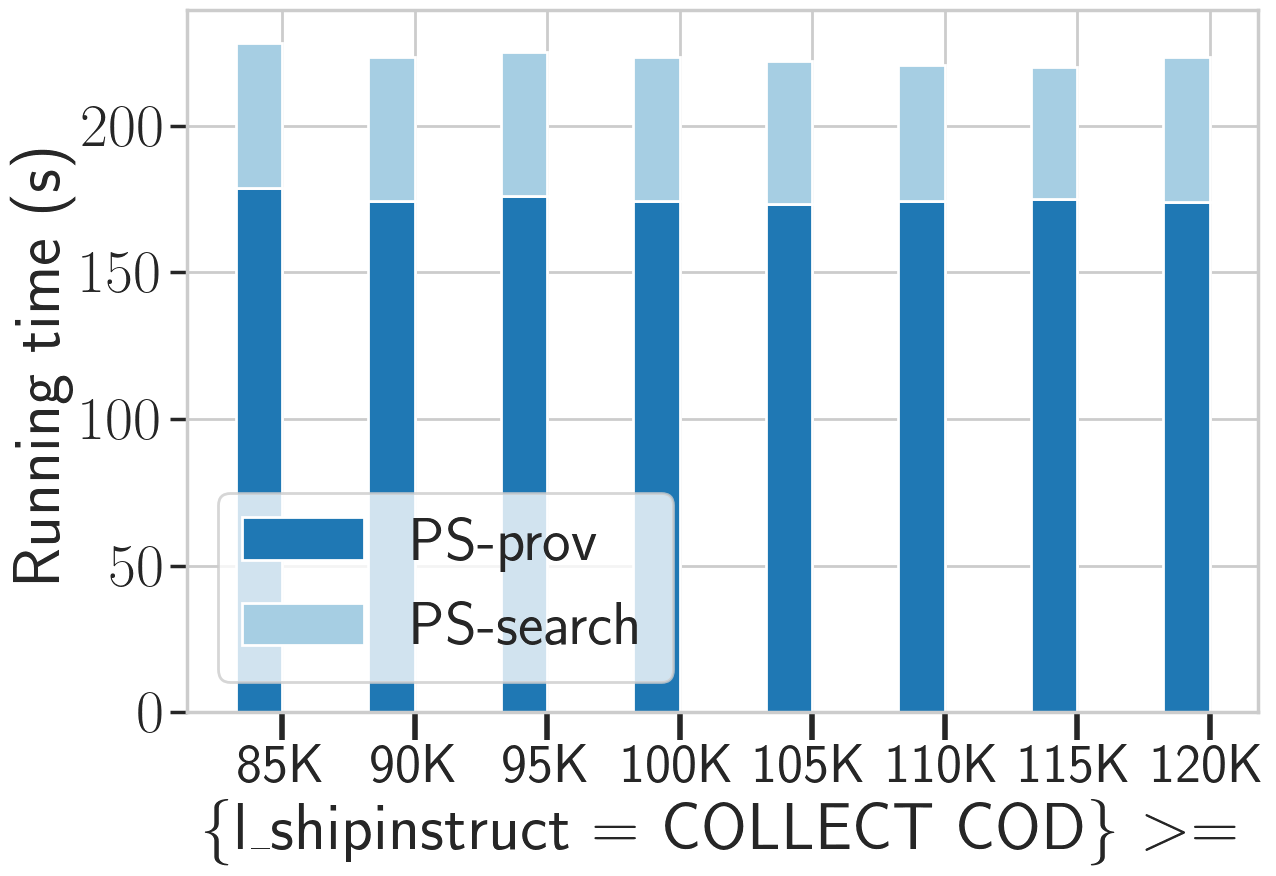 Running time (s)
200
150
100
50
0
PS-prov
PS-search
85K 90K 95K 100K 105K 110K 115K 120K
{l_shipinstruct = COLLECT COD} >=